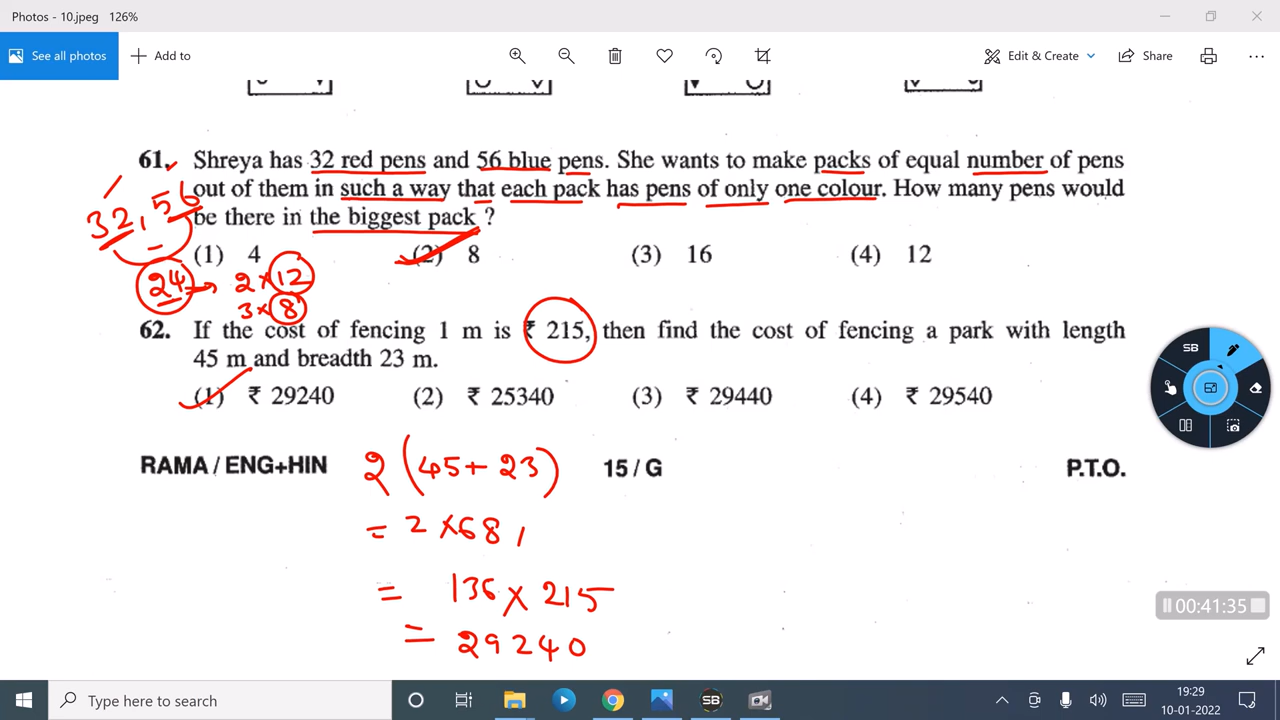 Photos - 10.jpeg 126%
See all photos
Add to
Edit & Create
Share
61. Shreya has 32 red pens and 56 blue pens. She wants to make packs of equal number of pens
out of them in such a way that each pack has pens of only one colour. How many pens would
be there in the biggest pack ?
32, 56
(1) 4 (2) 8 (3) 16 (4) 12
24 → 2 × 12
3 × 8
62. If the cost of fencing 1 m is ₹ 215, then find the cost of fencing a park with length
45 m and breadth 23 m.
(1) ₹ 29240 (2) ₹ 25340 (3) ₹ 29440 (4) ₹ 29540
SB
RAMA / ENG+HIN 15 / G P.T.O.
2 (45 + 23)
= 2 × 68
= 136 × 215
= 29240
00:41:35
Type here to search
SB
19:29
10-01-2022